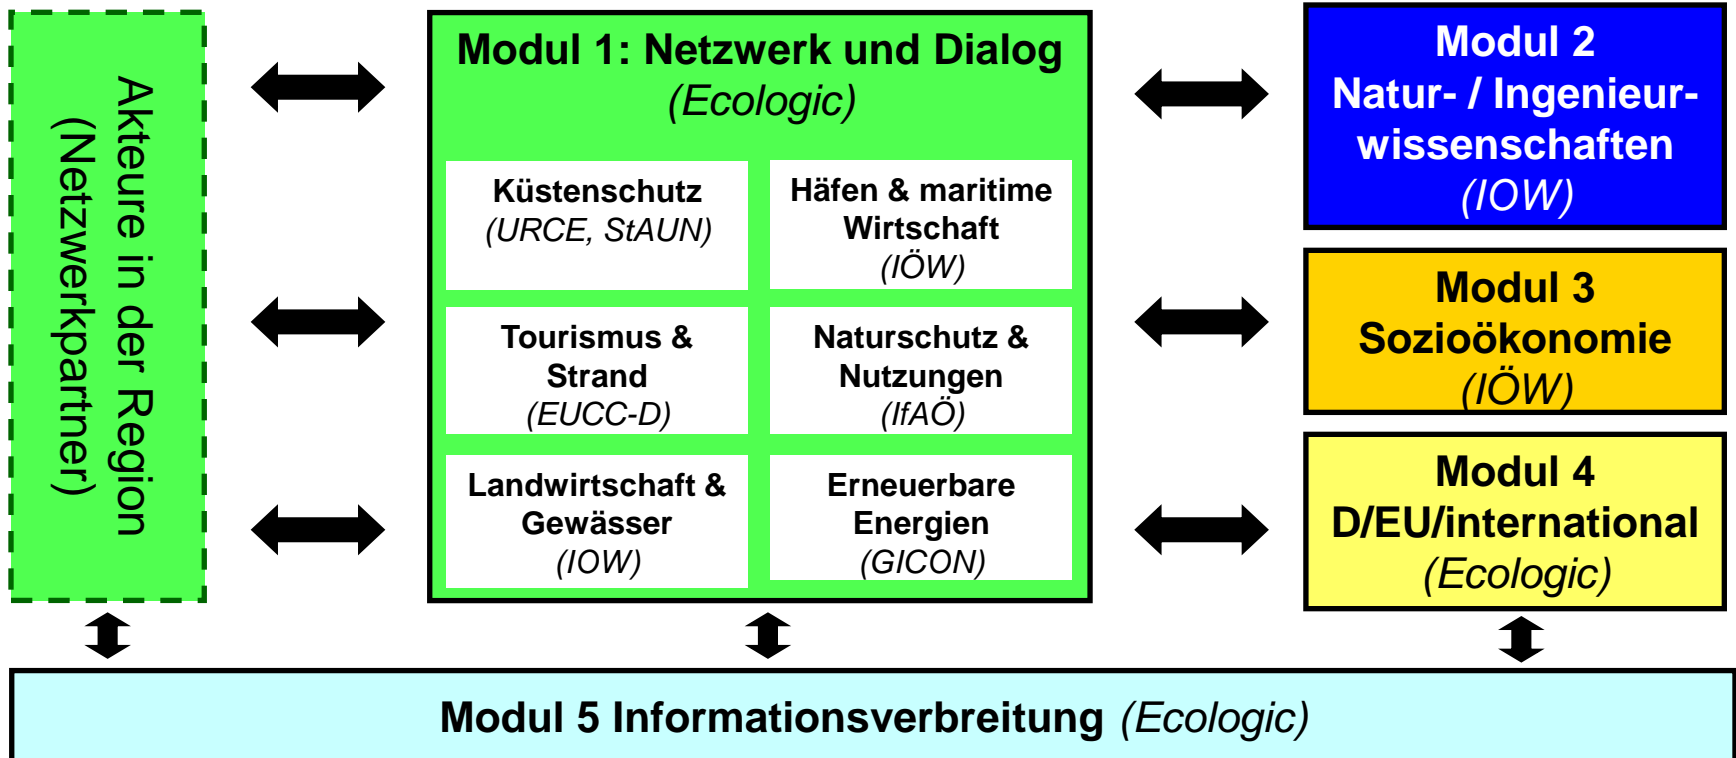 Akteure in der Region
(Netzwerkpartner)
Modul 1: Netzwerk und Dialog
(Ecologic)
Küstenschutz
(URCE, StAUN)
Häfen & maritime
Wirtschaft
(IÖW)
Tourismus &
Strand
(EUCC-D)
Naturschutz &
Nutzungen
(IfAÖ)
Landwirtschaft &
Gewässer
(IOW)
Erneuerbare
Energien
(GICON)
Modul 2
Natur- / Ingenieur-
wissenschaften
(IOW)
Modul 3
Sozioökonomie
(IÖW)
Modul 4
D/EU/international
(Ecologic)
Modul 5 Informationsverbreitung (Ecologic)